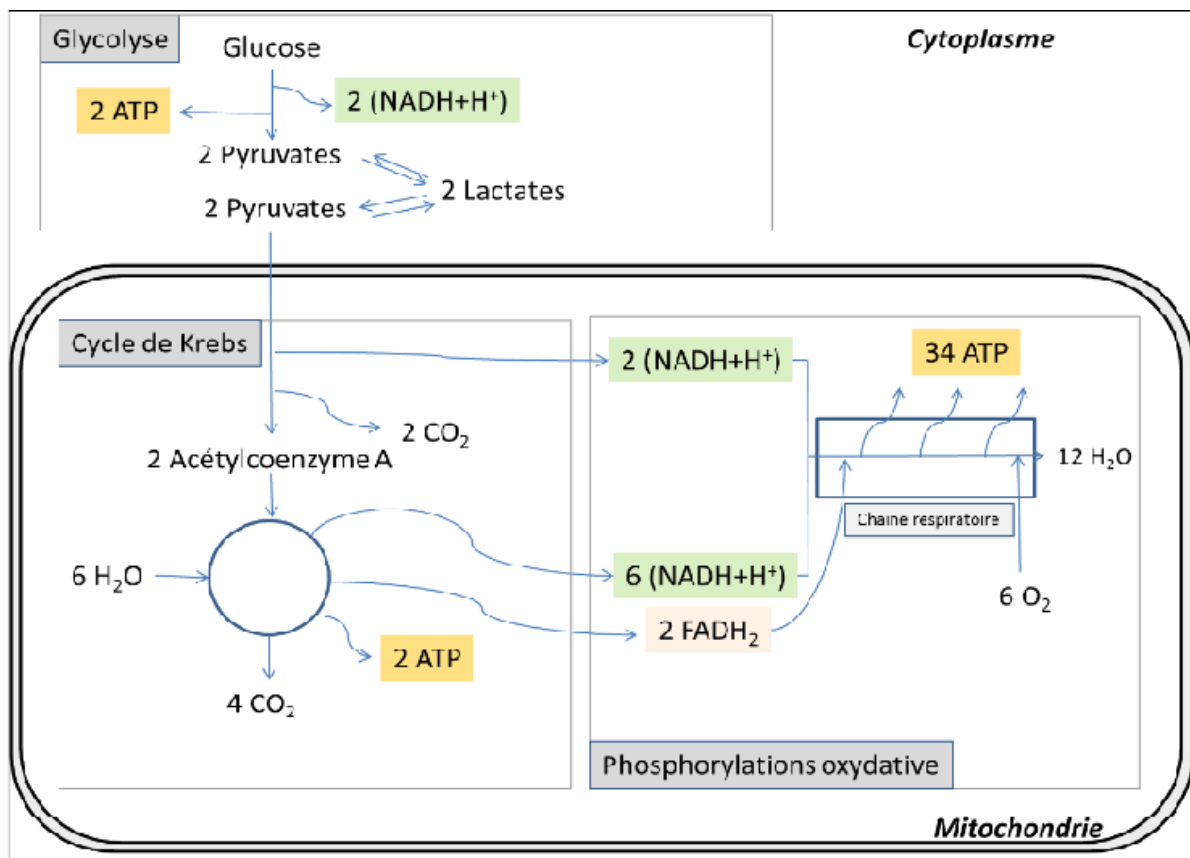 Glycolyse
Cytoplasme
Glucose
2 ATP
2 (NADH+H⁺)
2 Pyruvates
2 Lactates
2 Pyruvates
Cycle de Krebs
2 (NADH+H⁺)
34 ATP
2 CO₂
2 Acétylcoenzyme A
12 H₂O
Chaine respiratoire
6 H₂O
6 (NADH+H⁺)
6 O₂
2 FADH₂
2 ATP
4 CO₂
Phosphorylations oxydative
Mitochondrie